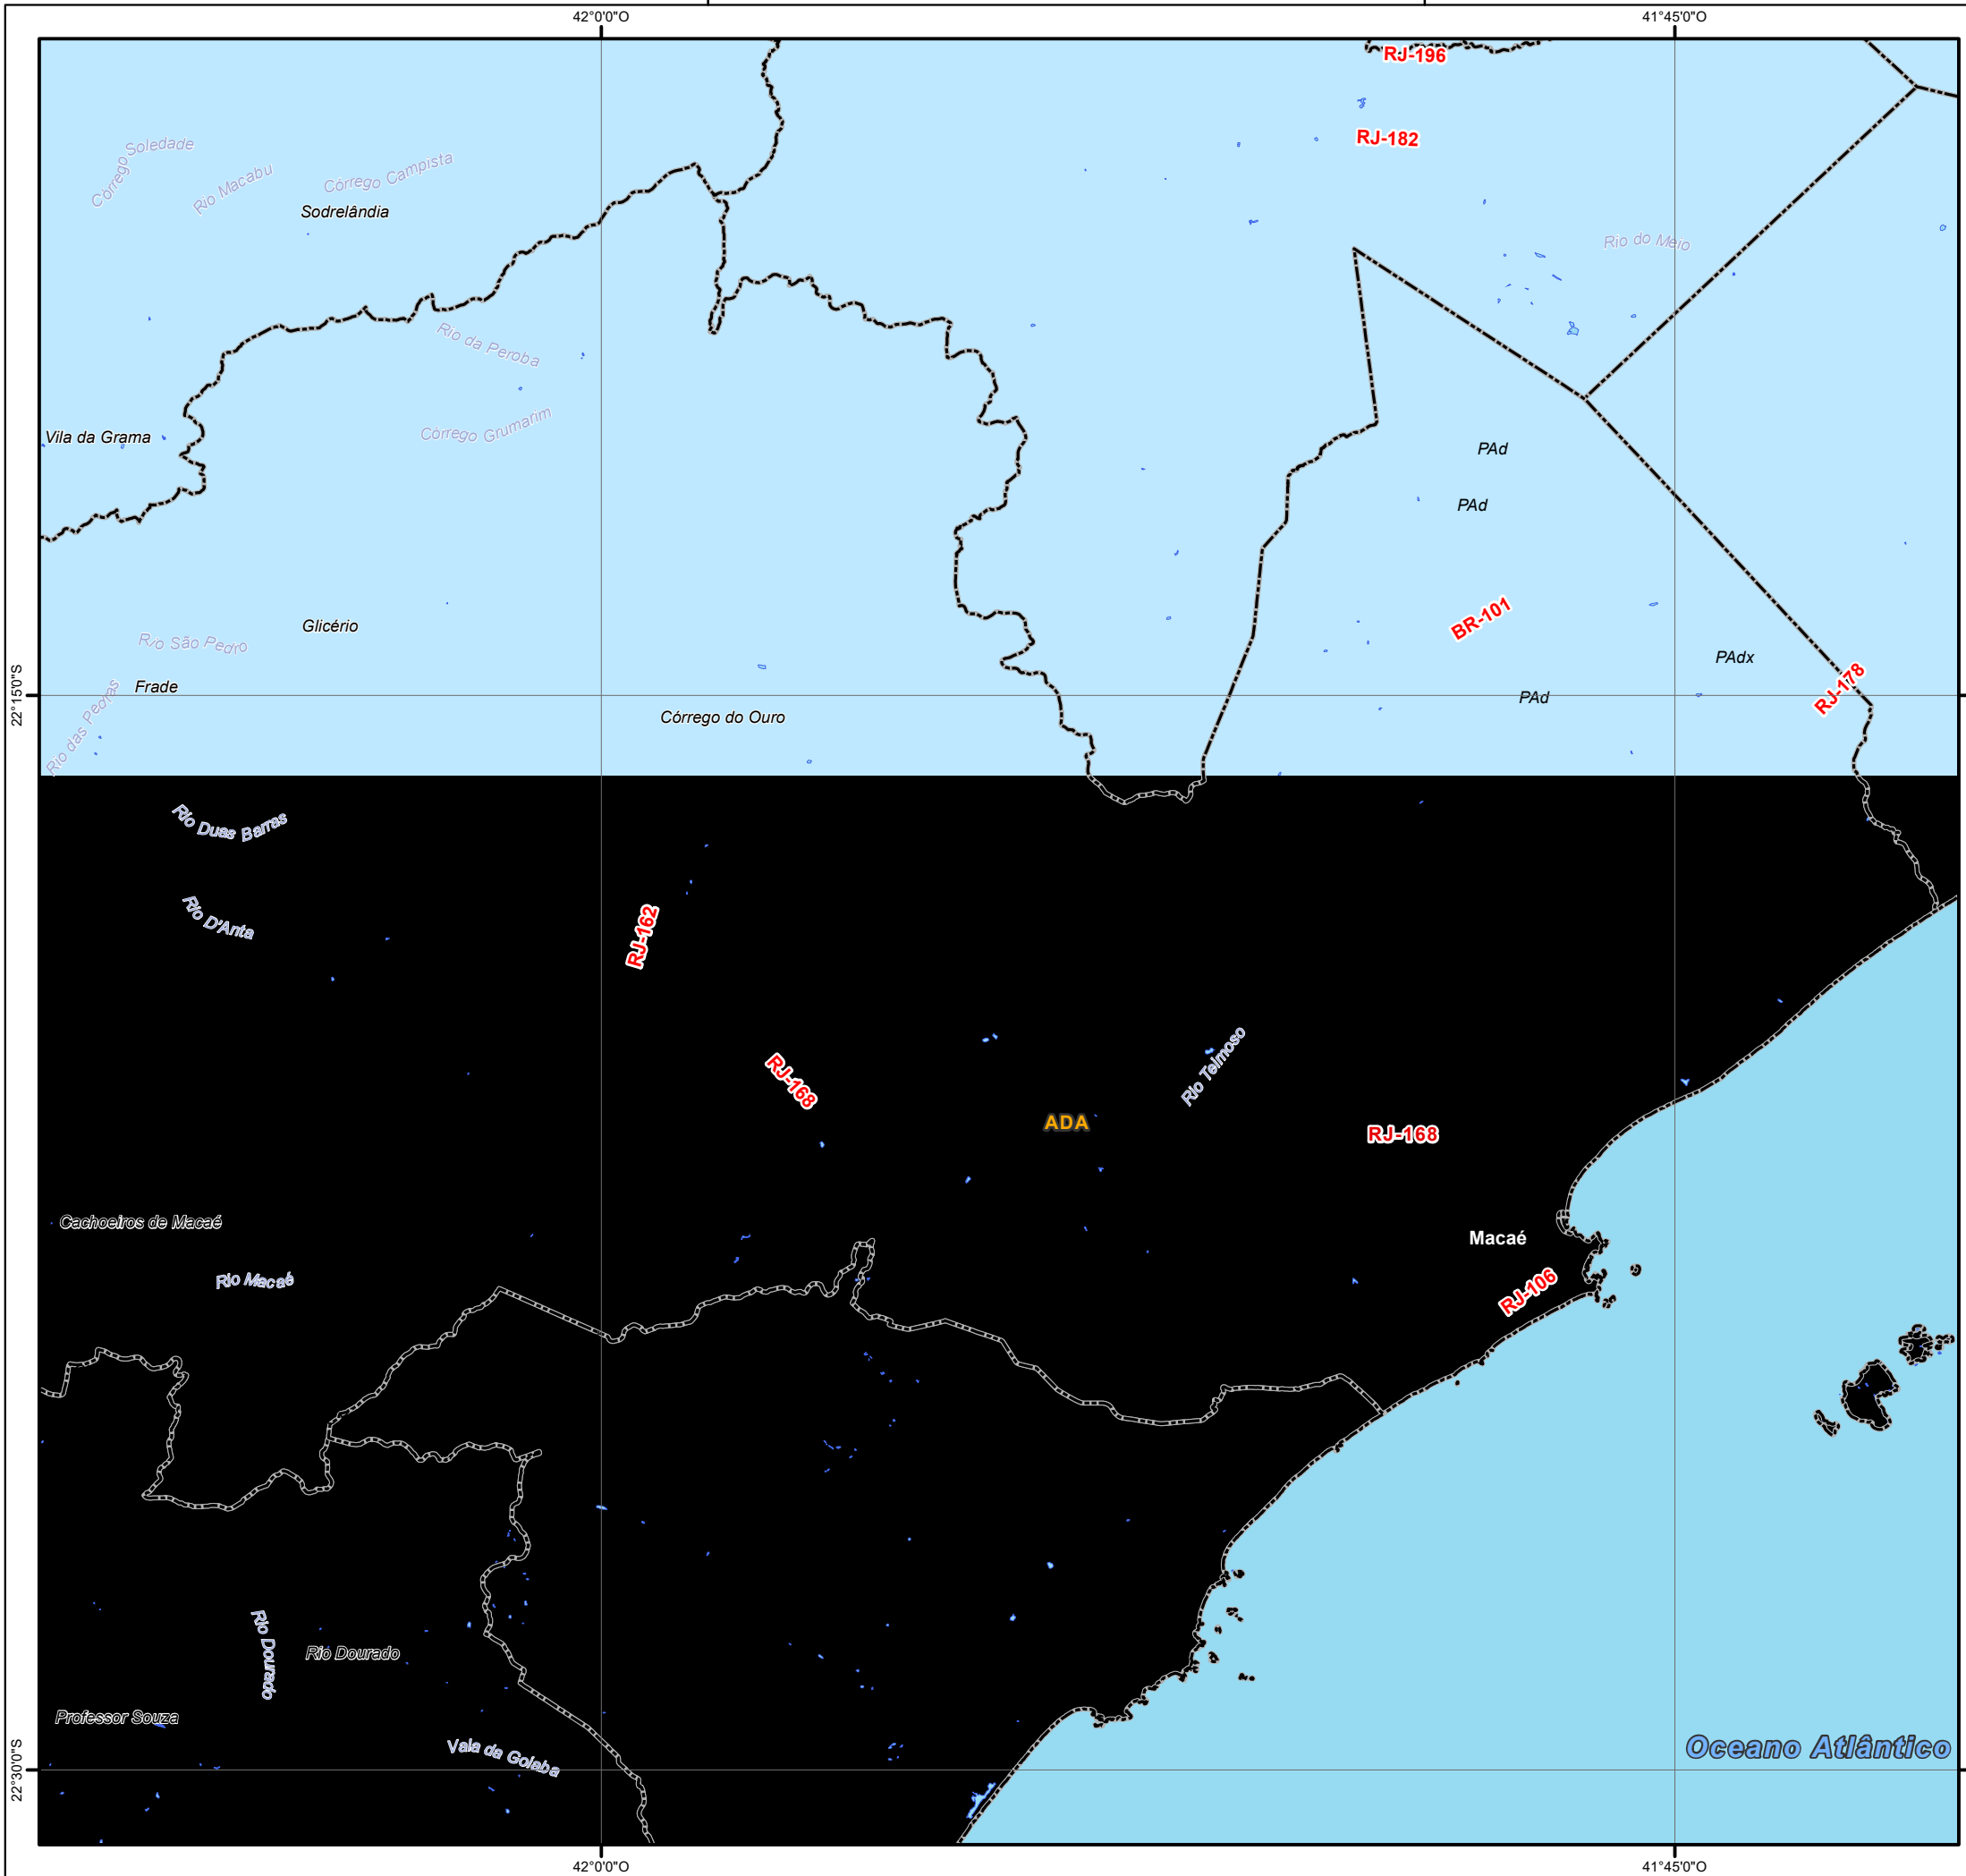 42°0'0"O
41°45'0"O
RJ-196
RJ-182
Córrego Soledade
Rio Macabu
Córrego Campista
Sodrelândia
Rio do Meio
Rio da Peroba
Córrego Grumarim
Vila da Grama
PAd
PAd
BR-101
Glicério
Rio São Pedro
PAdx
Frade
RJ-178
PAd
22°15'0"S
Rio das Pedras
Córrego do Ouro
Rio Duas Barras
Rio D'Anta
RJ-162
RJ-168
Rio Teimoso
ADA
RJ-168
Cachoeiros de Macaé
Macaé
Rio Macaé
RJ-106
Rio Dourado
Rio Dourado
Professor Souza
Vala da Goiaba
Oceano Atlântico
22°30'0"S
42°0'0"O
41°45'0"O